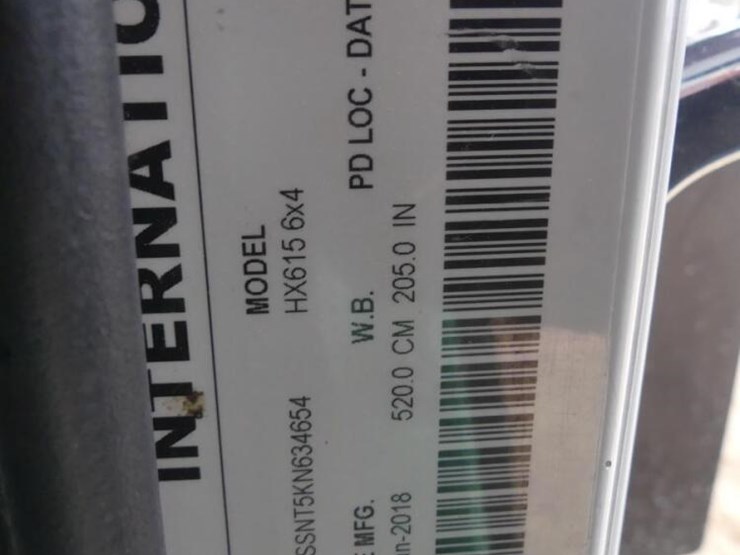 INTERNATIO
MODEL
SSNT5KN634654 HX615 6x4
E MFG. W.B. PD LOC - DAT
n-2018 520.0 CM 205.0 IN